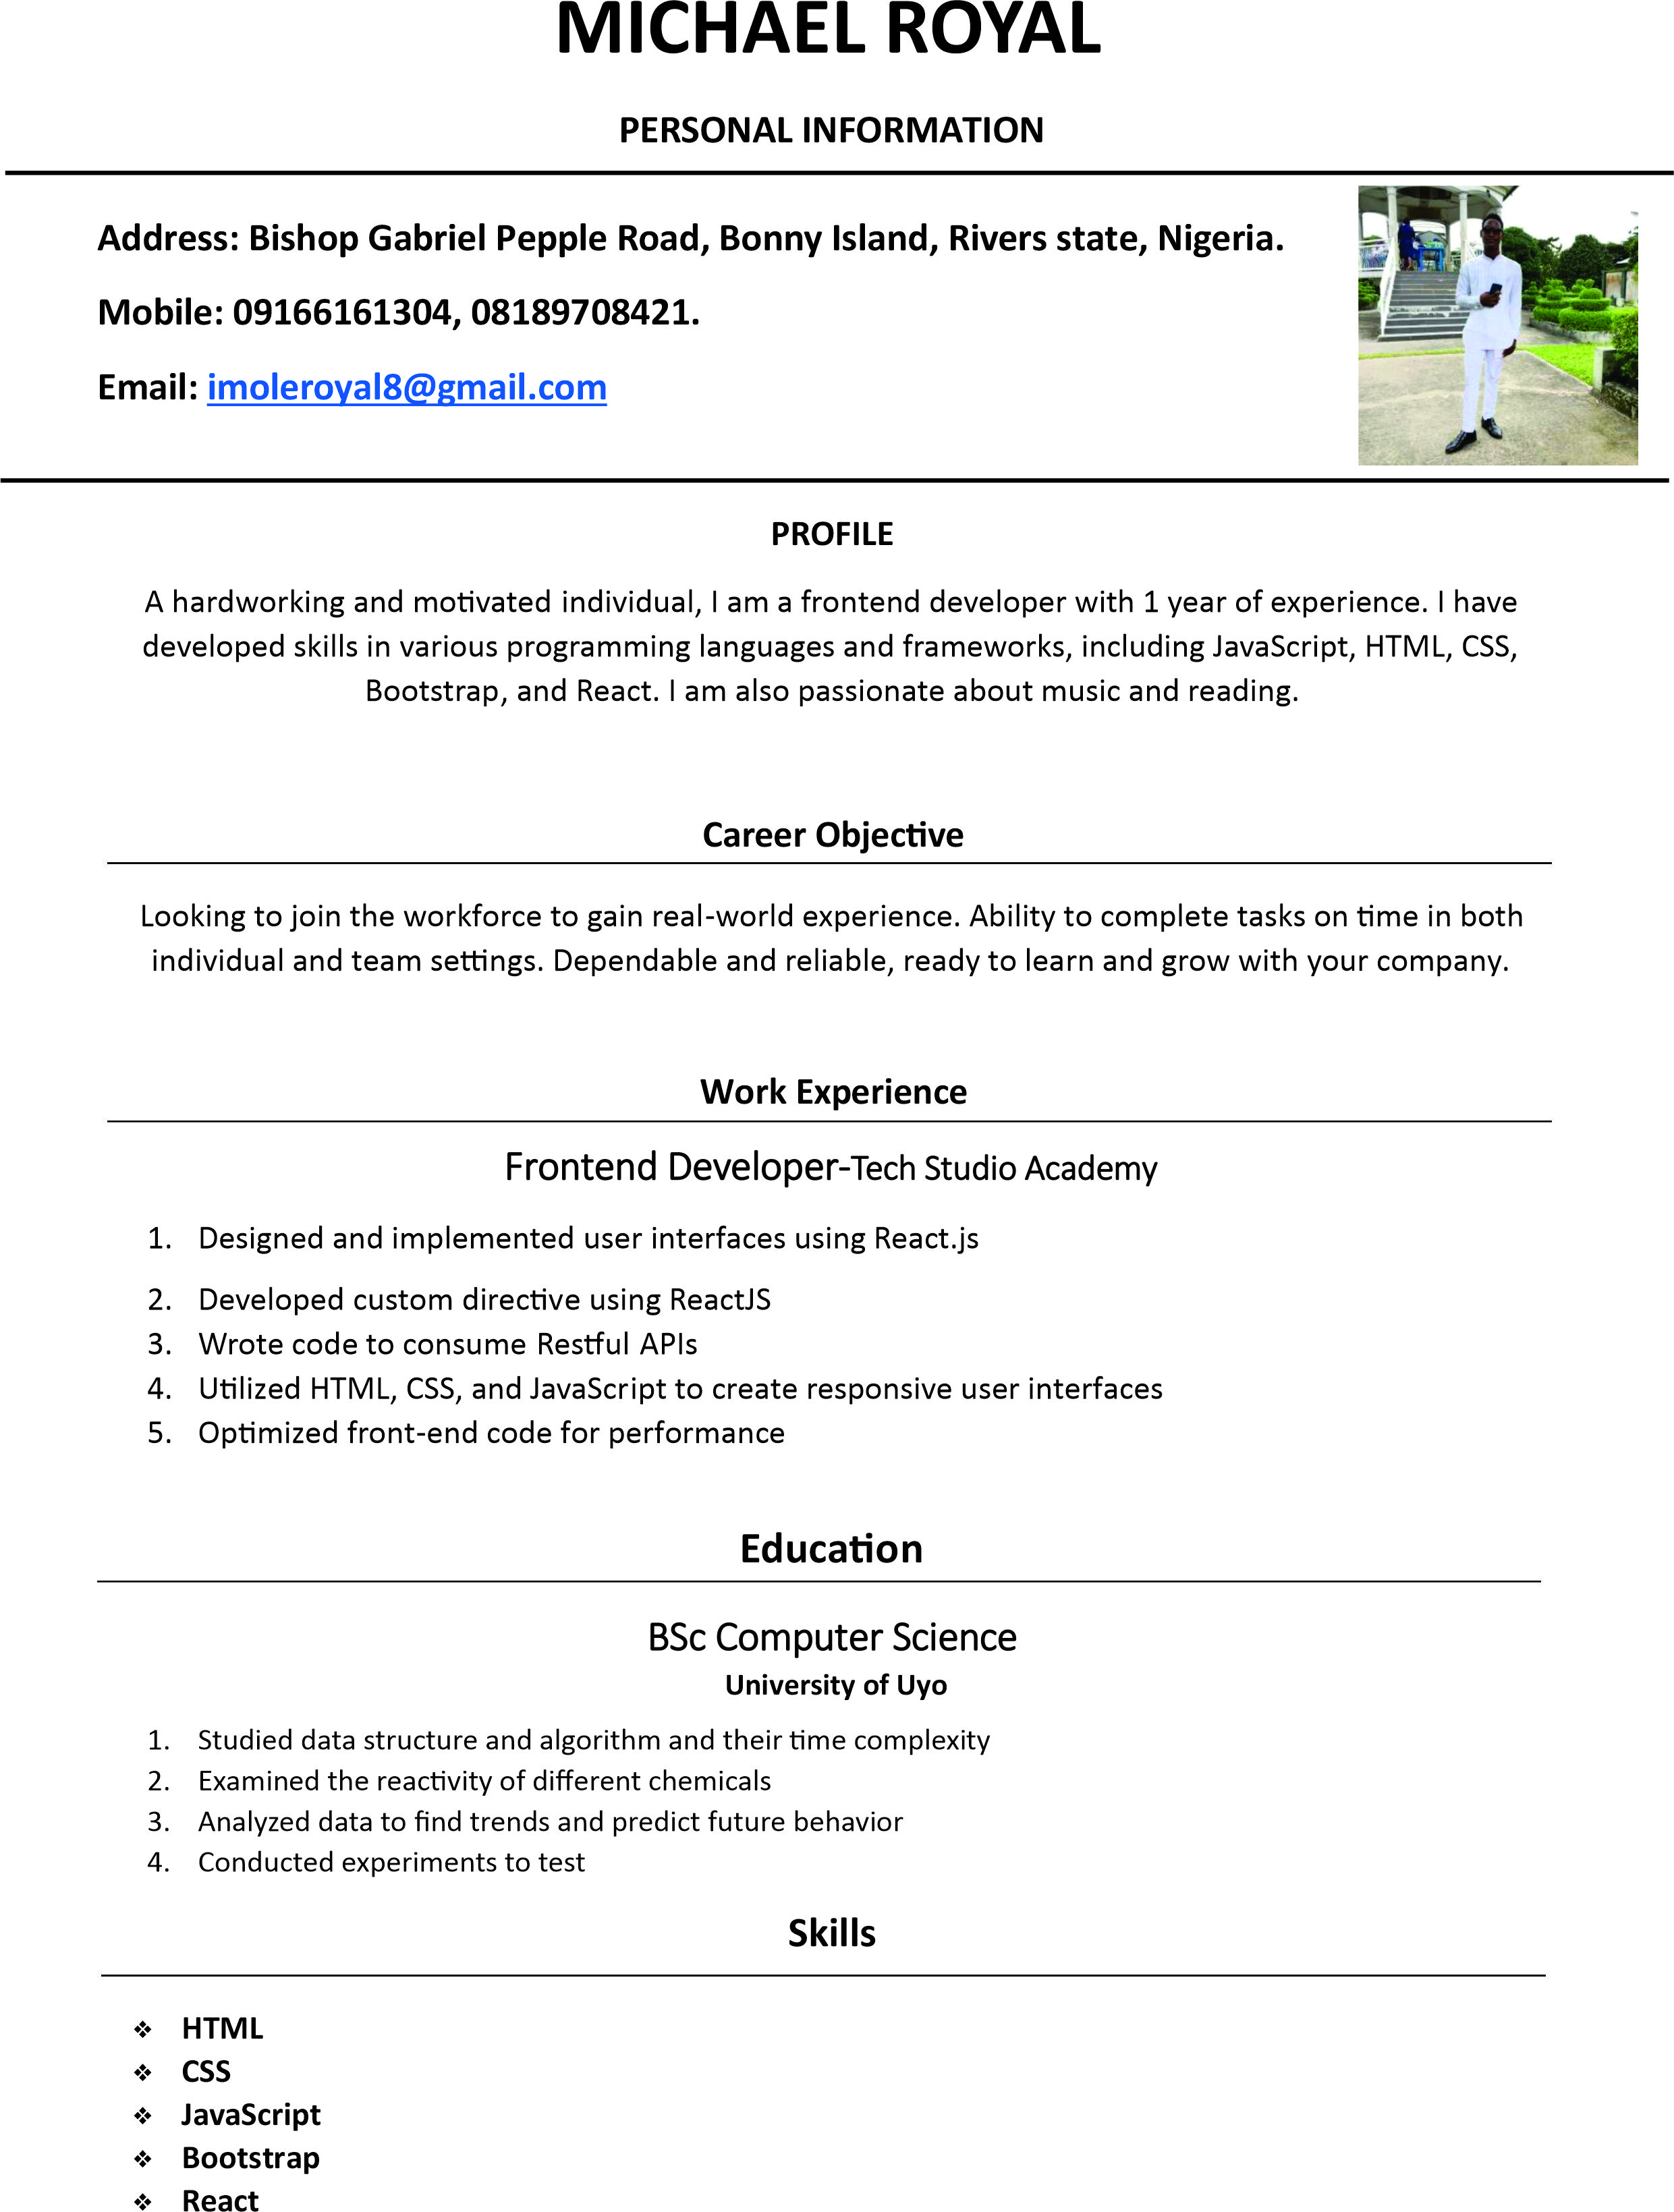 MICHAEL ROYAL
PERSONAL INFORMATION
Address: Bishop Gabriel Pepple Road, Bonny Island, Rivers state, Nigeria.
Mobile: 09166161304, 08189708421.
Email: imoleroyal8@gmail.com
PROFILE
A hardworking and motivated individual, I am a frontend developer with 1 year of experience. I have
developed skills in various programming languages and frameworks, including JavaScript, HTML, CSS,
Bootstrap, and React. I am also passionate about music and reading.
Career Objective
Looking to join the workforce to gain real-world experience. Ability to complete tasks on time in both
individual and team settings. Dependable and reliable, ready to learn and grow with your company.
Work Experience
Frontend Developer-Tech Studio Academy
1. Designed and implemented user interfaces using React.js
2. Developed custom directive using ReactJS
3. Wrote code to consume Restful APIs
4. Utilized HTML, CSS, and JavaScript to create responsive user interfaces
5. Optimized front-end code for performance
Education
BSc Computer Science
University of Uyo
1. Studied data structure and algorithm and their time complexity
2. Examined the reactivity of different chemicals
3. Analyzed data to find trends and predict future behavior
4. Conducted experiments to test
Skills
❖ HTML
❖ CSS
❖ JavaScript
❖ Bootstrap
❖ React